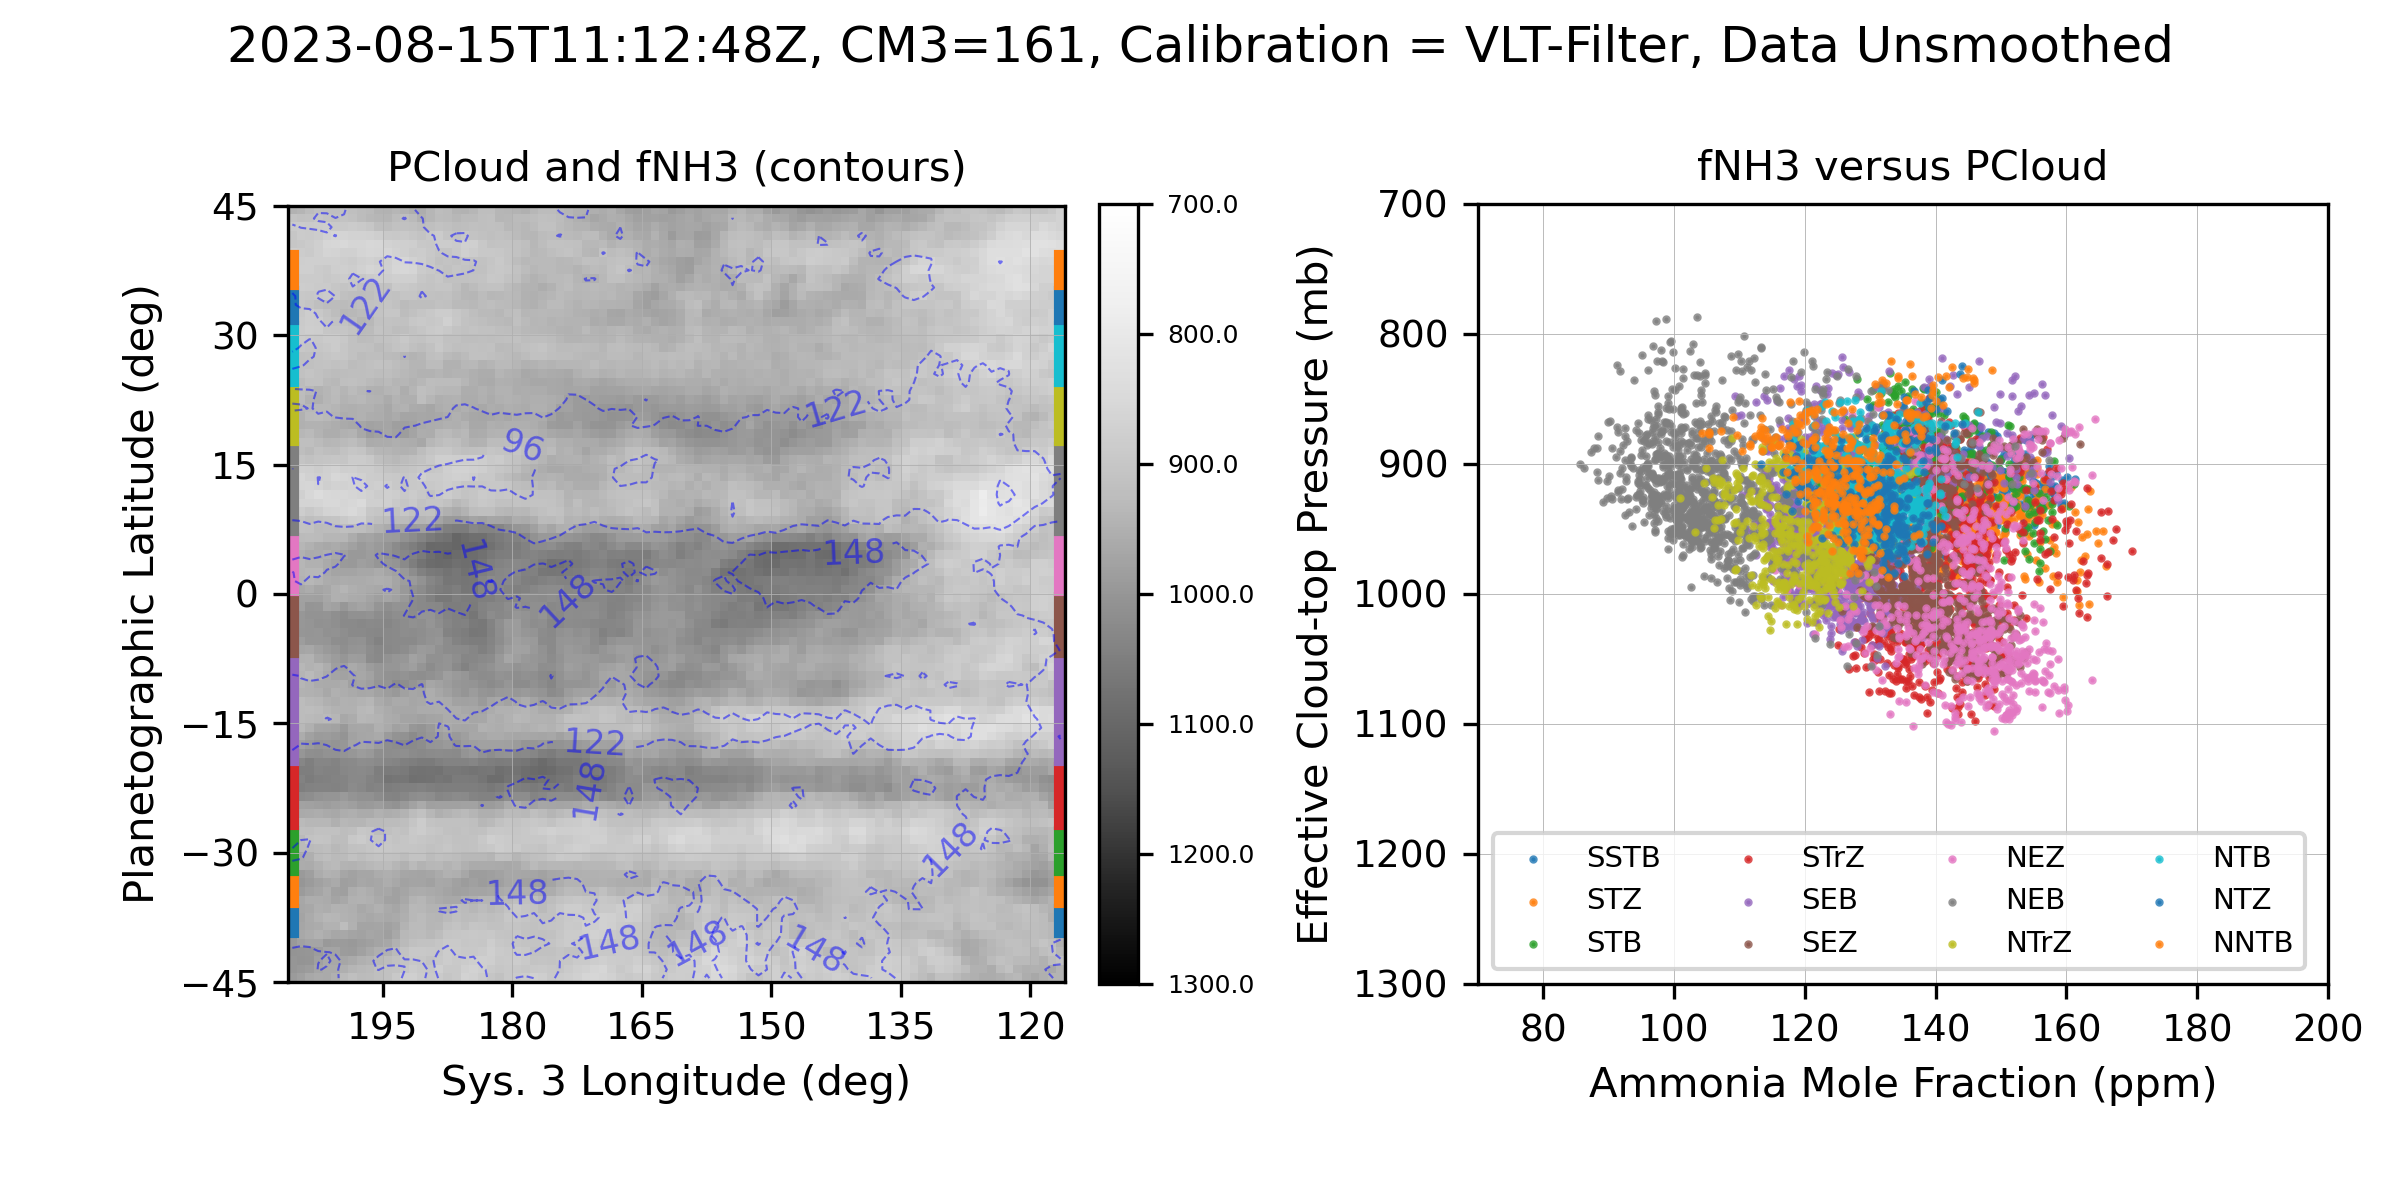 2023-08-15T11:12:48Z, CM3=161, Calibration = VLT-Filter, Data Unsmoothed
PCloud and fNH3 (contours)
Planetographic Latitude (deg)
45
30
15
0
−15
−30
−45
195
180
165
150
135
120
Sys. 3 Longitude (deg)
122
122
96
122
148
148
148
122
148
148
148
148
148
148
700.0
800.0
900.0
1000.0
1100.0
1200.0
1300.0
fNH3 versus PCloud
Effective Cloud-top Pressure (mb)
700
800
900
1000
1100
1200
1300
80
100
120
140
160
180
200
Ammonia Mole Fraction (ppm)
SSTB
STZ
STB
STrZ
SEB
SEZ
NEZ
NEB
NTrZ
NTB
NTZ
NNTB